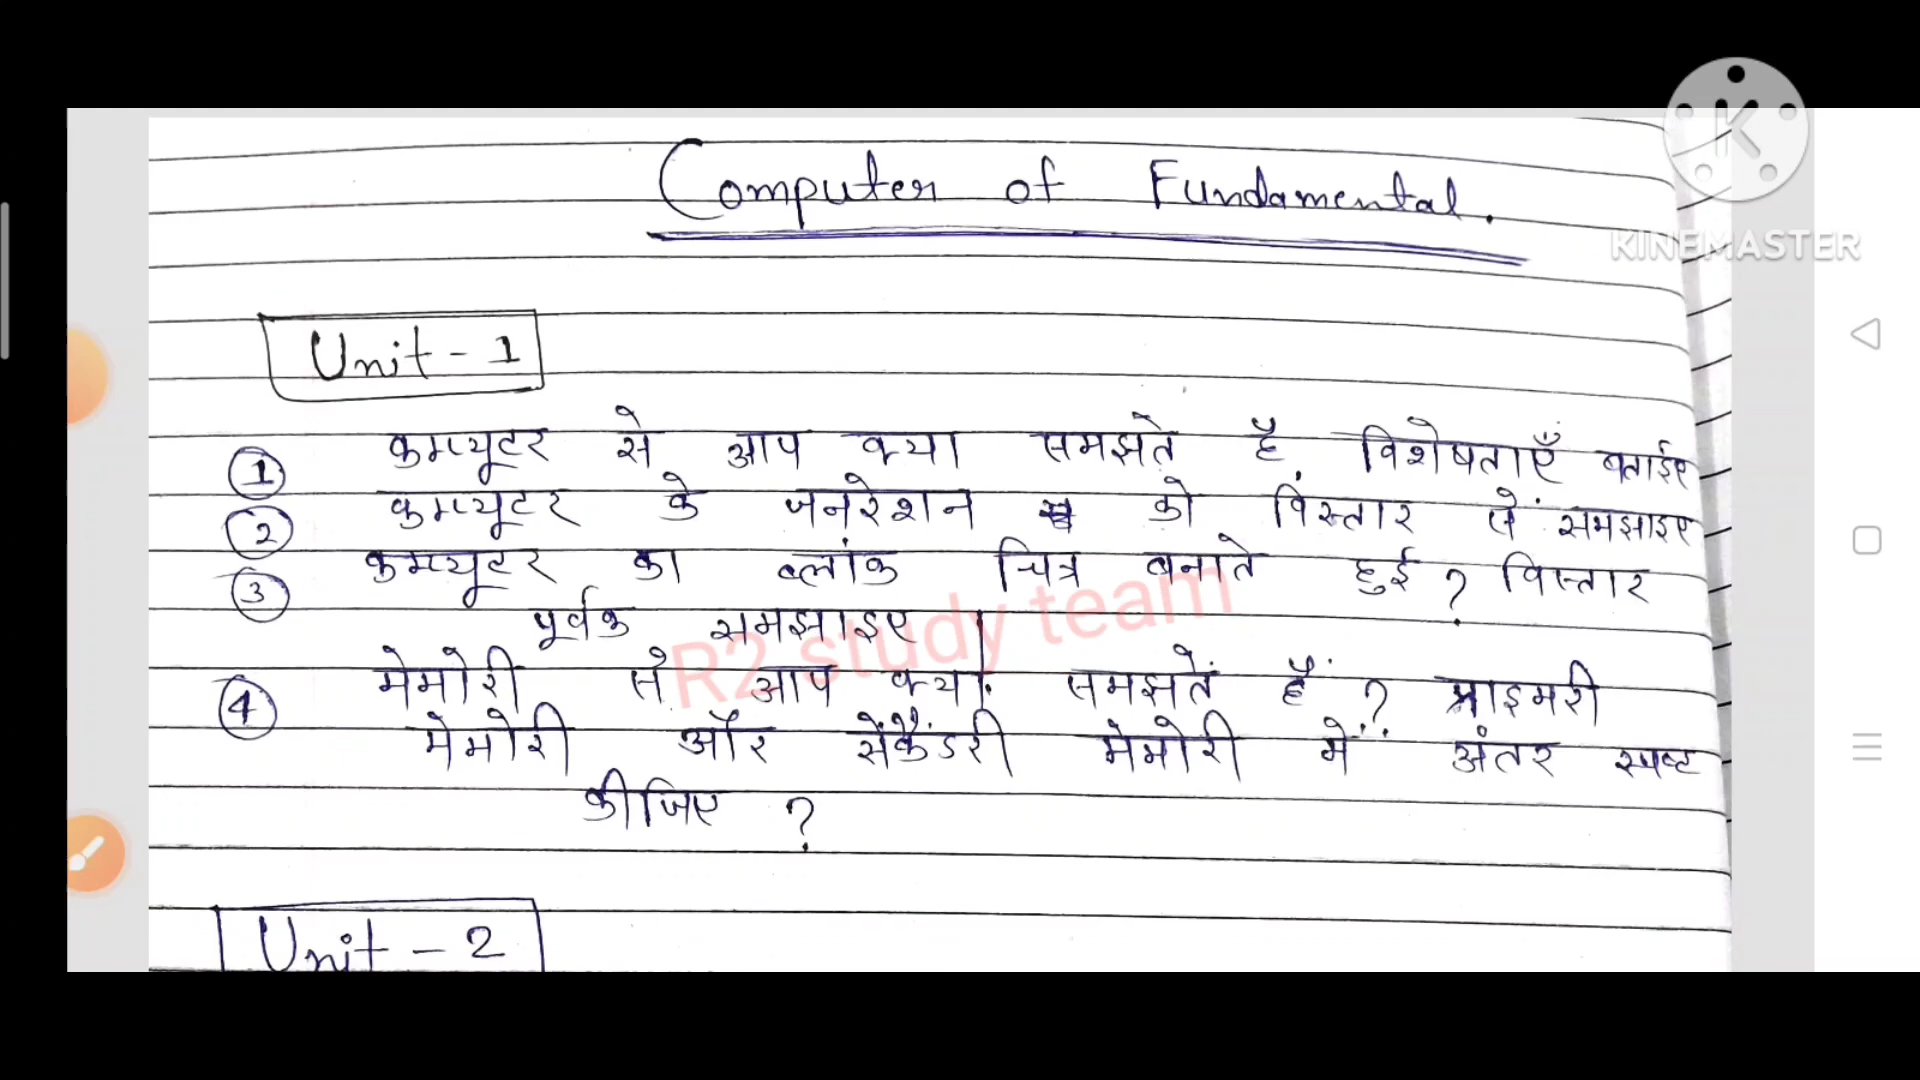 Computer of Fundamental.
KINEMASTER
Unit - 1
① कम्प्यूटर से आप क्या समझते है, विशेषताएँ बताईए
② कम्प्यूटर के जनरेशन को विस्तार से समझाइए
③ कम्प्यूटर का ब्लांक चित्र बनाते हुई ? विस्तार
पूर्वक समझाइए |
R2 study team
④ मेमोरी से आप क्या समझतें हैं ? प्राइमरी
मेमोरी और सेंकैंडरी मेमोरी में अंतर स्पष्ट
कीजिए ?
Unit - 2